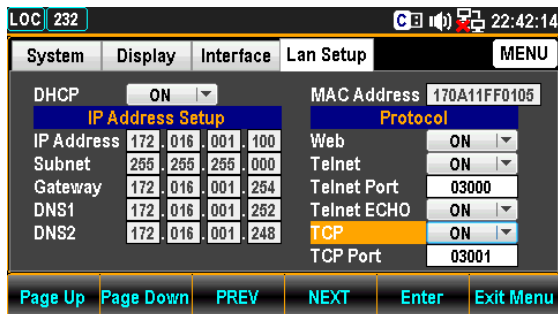 LOC 232 C 22:42:14
System Display Interface Lan Setup MENU
DHCP ON MAC Address 170A11FF0105
IP Address Setup Protocol
IP Address 172 . 016 . 001 . 100 Web ON
Subnet 255 . 255 . 255 . 000 Telnet ON
Gateway 172 . 016 . 001 . 254 Telnet Port 03000
DNS1 172 . 016 . 001 . 252 Telnet ECHO ON
DNS2 172 . 016 . 001 . 248 TCP ON
TCP Port 03001
Page Up Page Down PREV NEXT Enter Exit Menu